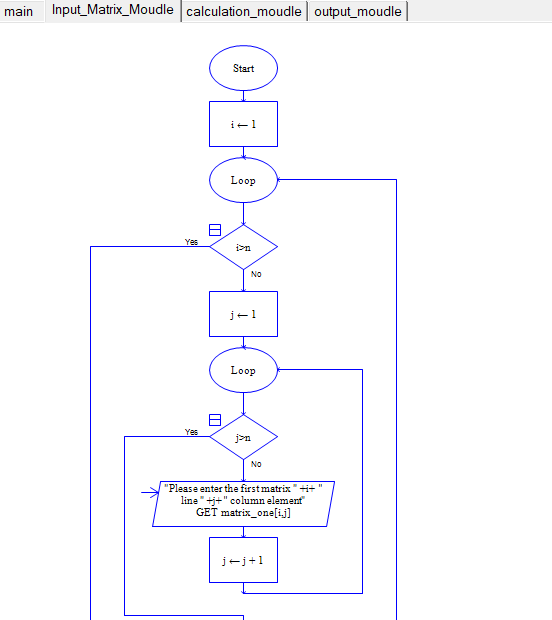 main Input_Matrix_Moudle calculation_moudle output_moudle
Start
i ← 1
Loop
Yes
i>n
No
j ← 1
Loop
Yes
j>n
No
"Please enter the first matrix " +i+ "
line " +j+ " column element"
GET matrix_one[i,j]
j ← j + 1